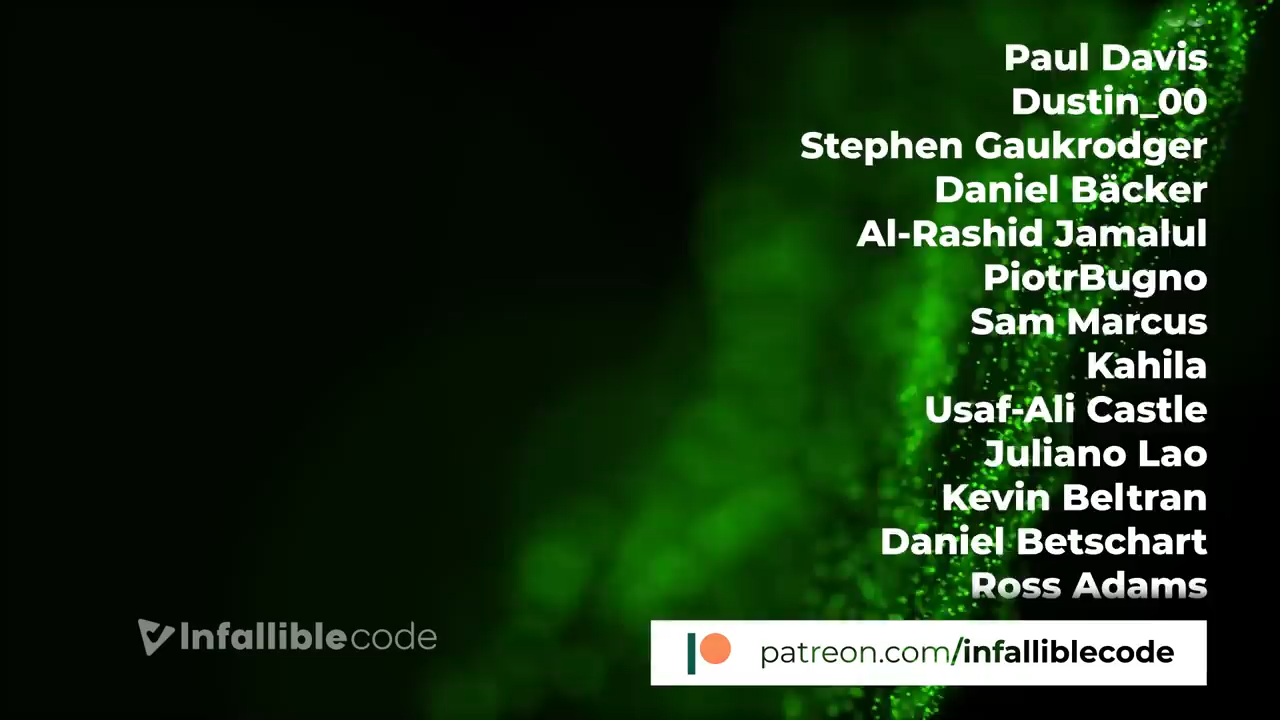 Paul Davis
Dustin_00
Stephen Gaukrodger
Daniel Bäcker
Al-Rashid Jamalul
PiotrBugno
Sam Marcus
Kahila
Usaf-Ali Castle
Juliano Lao
Kevin Beltran
Daniel Betschart
Ross Adams
Infalliblecode
patreon.com/infalliblecode